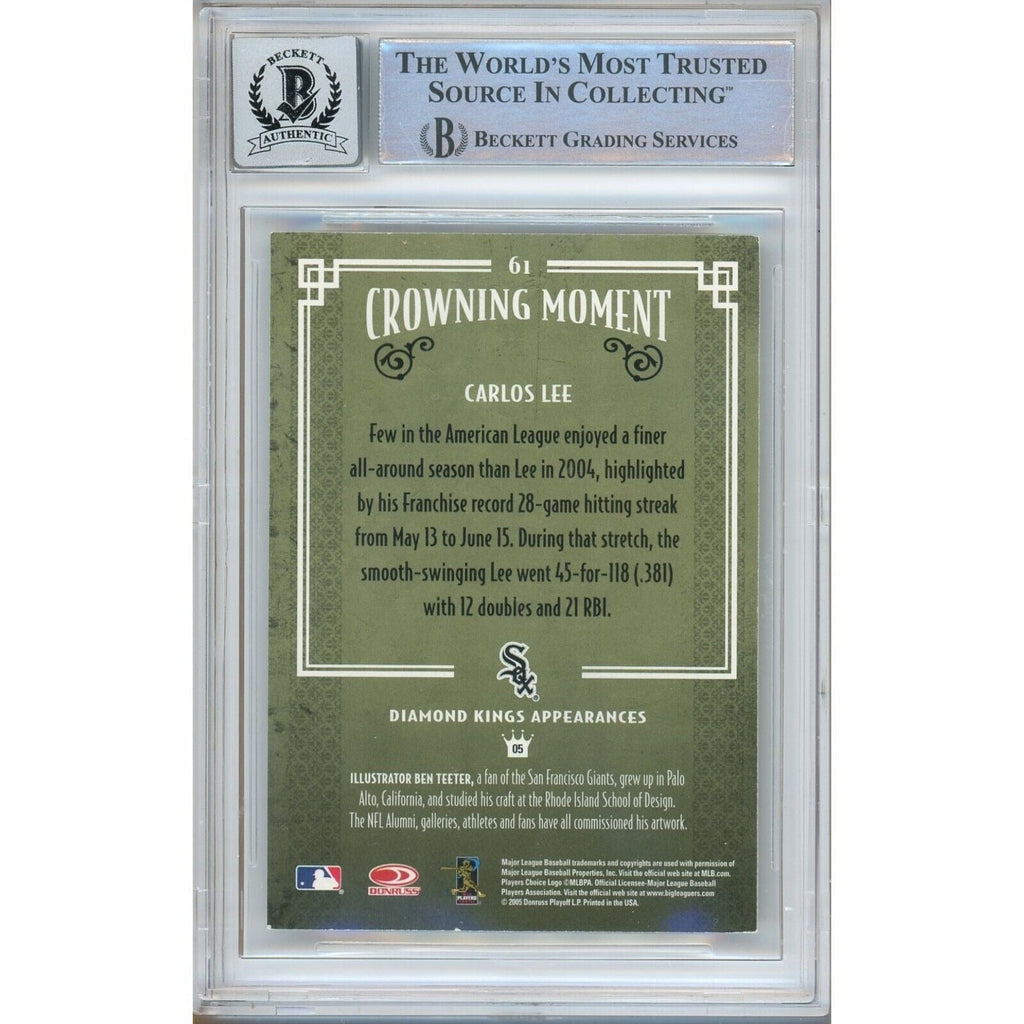 BECKETT
B
AUTHENTIC
THE WORLD'S MOST TRUSTED
SOURCE IN COLLECTING™
B BECKETT GRADING SERVICES
61
CROWNING MOMENT
CARLOS LEE
Few in the American League enjoyed a finer
all-around season than Lee in 2004, highlighted
by his Franchise record 28-game hitting streak
from May 13 to June 15. During that stretch, the
smooth-swinging Lee went 45-for-118 (.381)
with 12 doubles and 21 RBI.
Sox®
DIAMOND KINGS APPEARANCES
05
ILLUSTRATOR BEN TEETER, a fan of the San Francisco Giants, grew up in Palo
Alto, California, and studied his craft at the Rhode Island School of Design.
The NFL Alumni, galleries, athletes and fans have all commissioned his artwork.
DONRUSS
PLAYERS
Major League Baseball trademarks and copyrights are used with permission of
Major League Baseball Properties, Inc. Visit the official web site at MLB.com.
Players Choice Logo ©MLBPA. Official Licensee-Major League Baseball
Players Association. Visit the official web site at www.bigleaguers.com
© 2005 Donruss Playoff L.P. Printed in the USA.